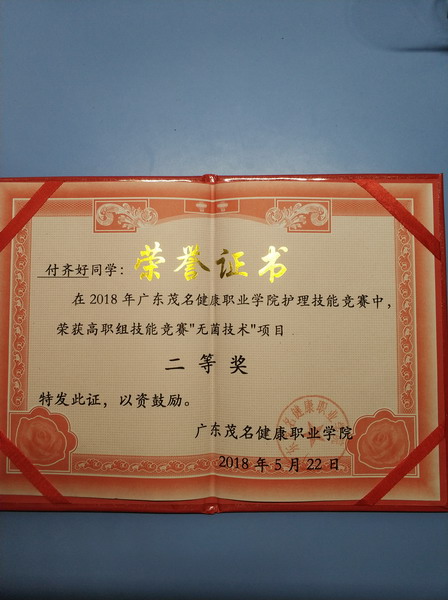 荣誉证书
付齐好同学：
在2018年广东茂名健康职业学院护理技能竞赛中，
荣获高职组技能竞赛"无菌技术"项目
二等奖
特发此证，以资鼓励。
广东茂名健康职业学院
2018年5月22日